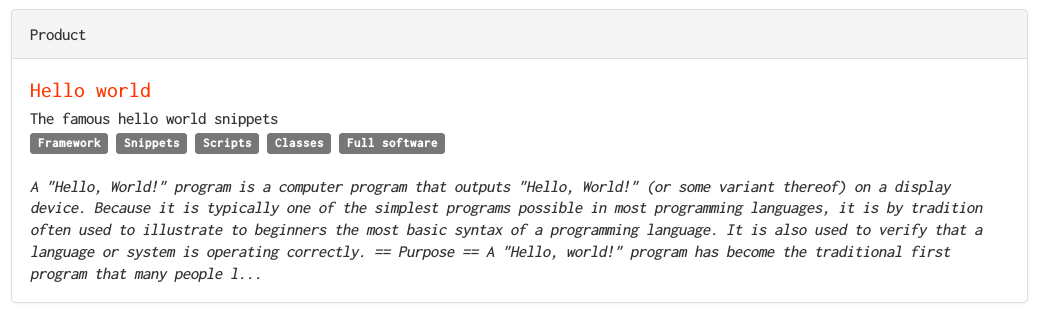 Product
Hello world
The famous hello world snippets
Framework Snippets Scripts Classes Full software
A "Hello, World!" program is a computer program that outputs "Hello, World!" (or some variant thereof) on a display
device. Because it is typically one of the simplest programs possible in most programming languages, it is by tradition
often used to illustrate to beginners the most basic syntax of a programming language. It is also used to verify that a
language or system is operating correctly. == Purpose == A "Hello, world!" program has become the traditional first
program that many people l...